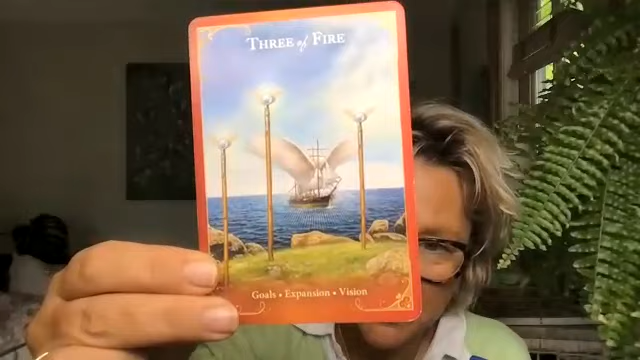 THREE of FIRE
Goals • Expansion • Vision